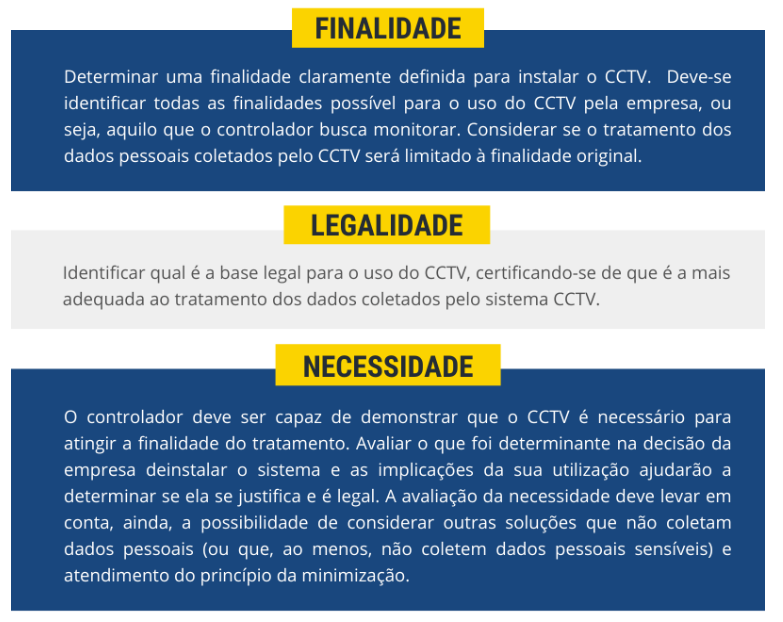 FINALIDADE
Determinar uma finalidade claramente definida para instalar o CCTV. Deve-se
identificar todas as finalidades possível para o uso do CCTV pela empresa, ou
seja, aquilo que o controlador busca monitorar. Considerar se o tratamento dos
dados pessoais coletados pelo CCTV será limitado à finalidade original.
LEGALIDADE
Identificar qual é a base legal para o uso do CCTV, certificando-se de que é a mais
adequada ao tratamento dos dados coletados pelo sistema CCTV.
NECESSIDADE
O controlador deve ser capaz de demonstrar que o CCTV é necessário para
atingir a finalidade do tratamento. Avaliar o que foi determinante na decisão da
empresa deinstalar o sistema e as implicações da sua utilização ajudarão a
determinar se ela se justifica e é legal. A avaliação da necessidade deve levar em
conta, ainda, a possibilidade de considerar outras soluções que não coletam
dados pessoais (ou que, ao menos, não coletem dados pessoais sensíveis) e
atendimento do princípio da minimização.